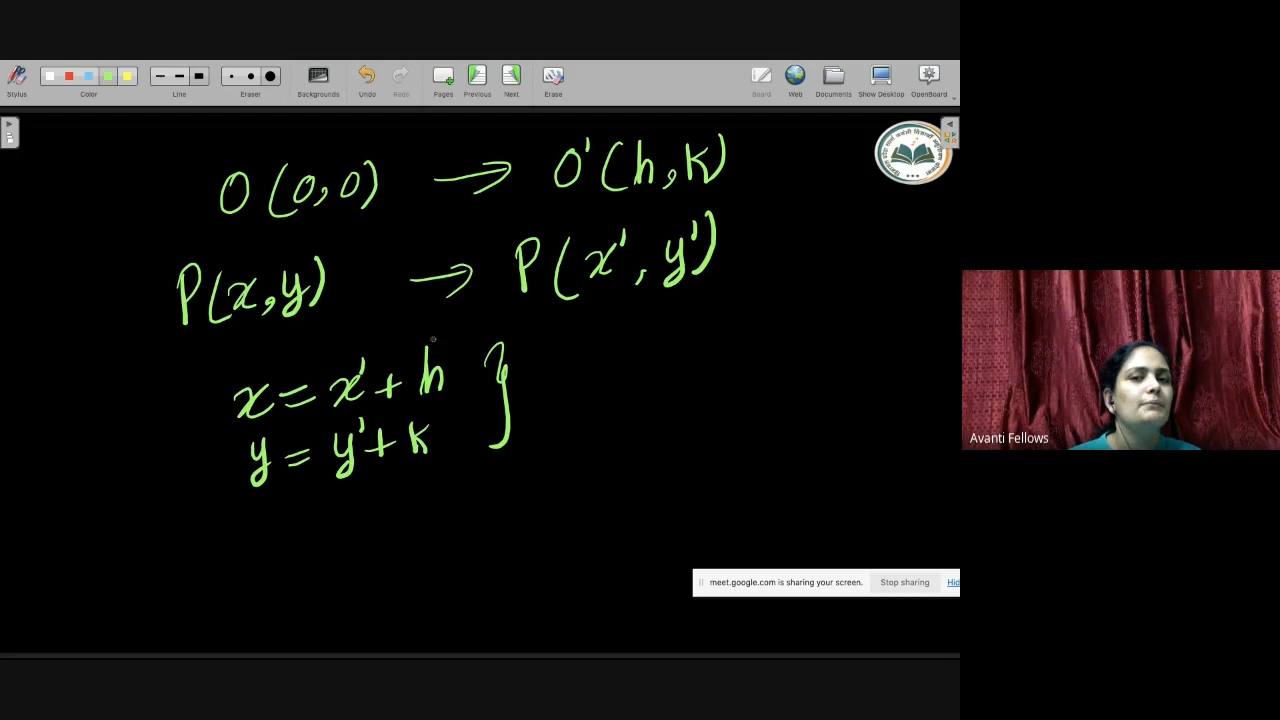 Stylus Color Line Eraser Backgrounds Undo Redo Pages Previous Next Erase Board Web Documents Show Desktop OpenBoard
O (0,0) → O'(h,k)
P(x,y) → P(x', y')
x = x' + h }
y = y' + k
Avanti Fellows
meet.google.com is sharing your screen. Stop sharing Hid